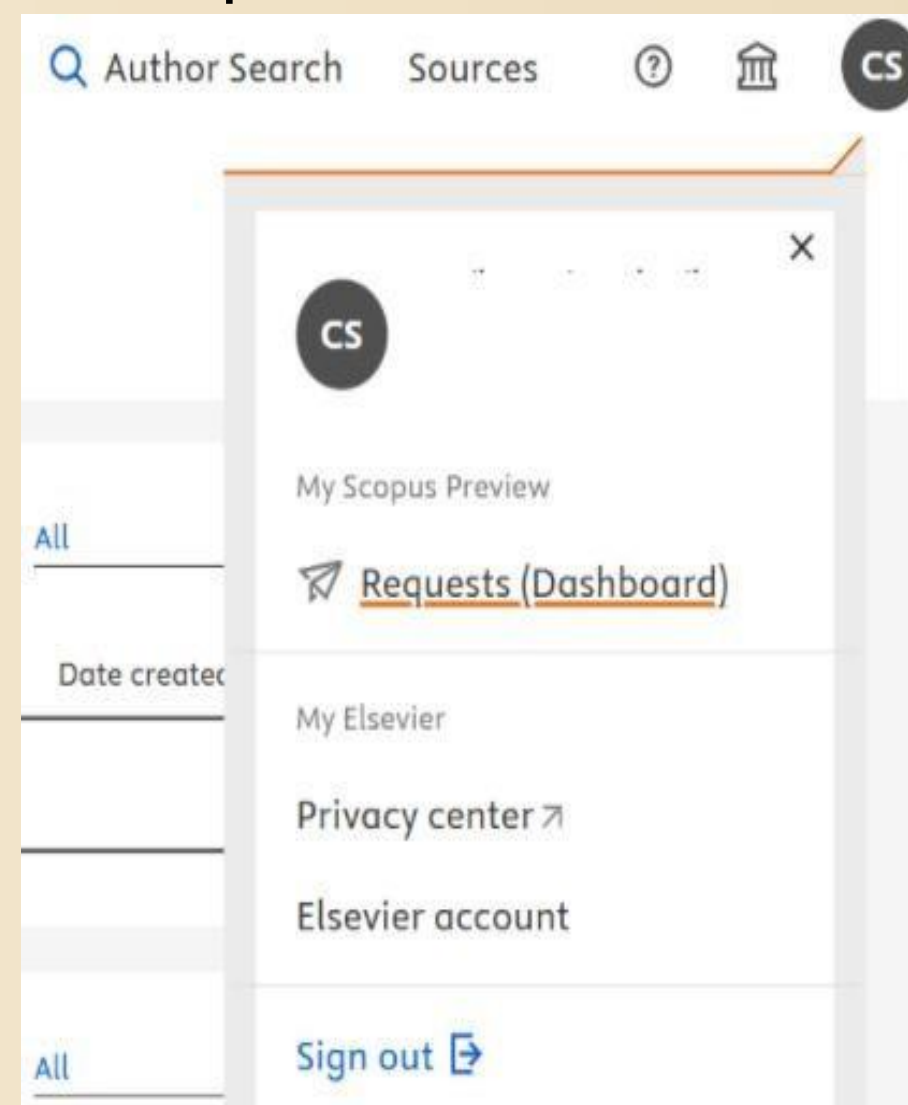 Author Search Sources CS
CS
My Scopus Preview
All
Requests (Dashboard)
Date created
My Elsevier
Privacy center
Elsevier account
Sign out
All